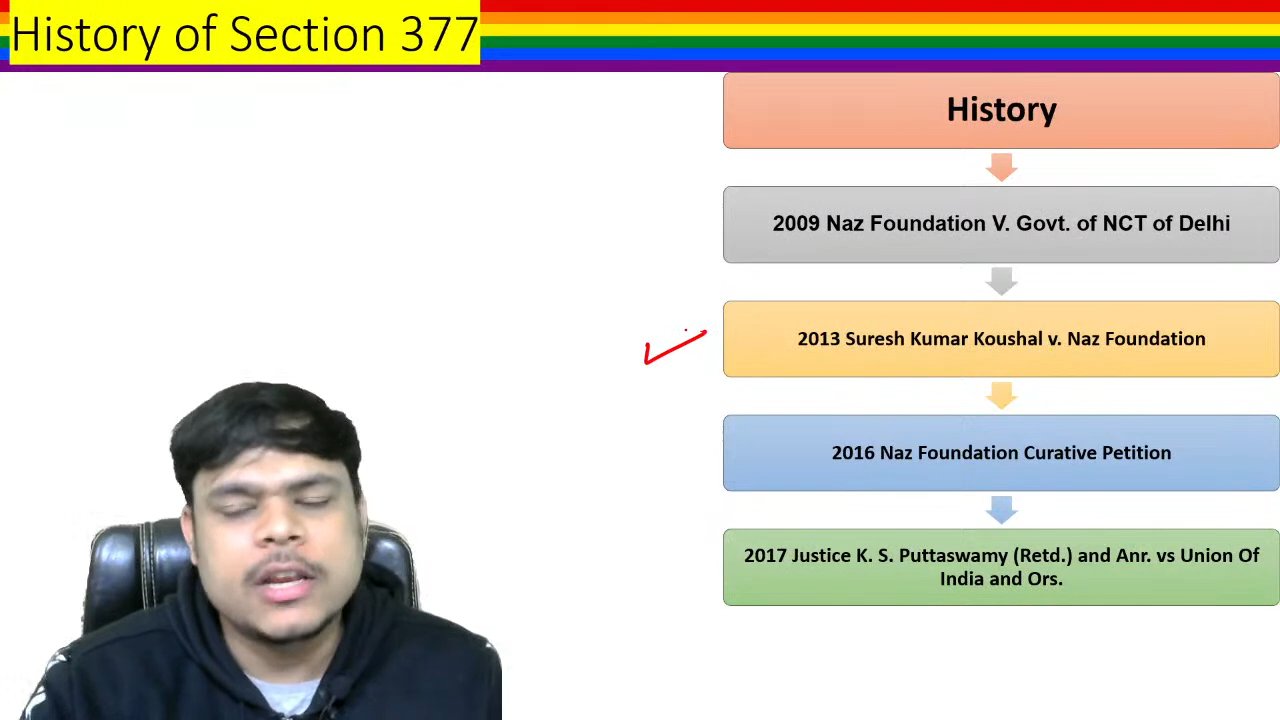 History of Section 377
History
2009 Naz Foundation V. Govt. of NCT of Delhi
2013 Suresh Kumar Koushal v. Naz Foundation
2016 Naz Foundation Curative Petition
2017 Justice K. S. Puttaswamy (Retd.) and Anr. vs Union Of
India and Ors.